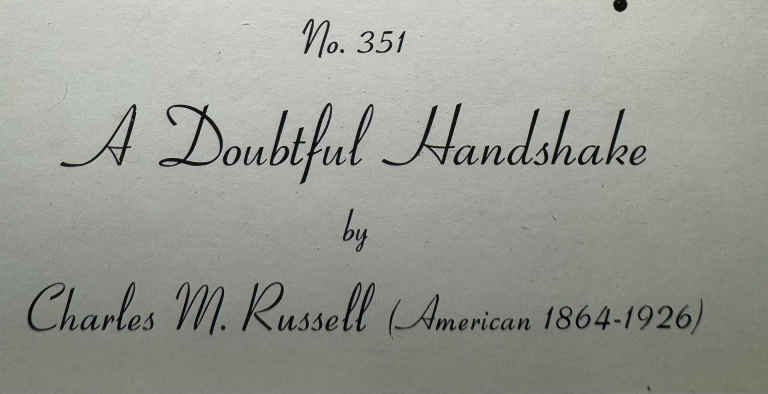 No. 351
A Doubtful Handshake
by
Charles M. Russell (American 1864-1926)